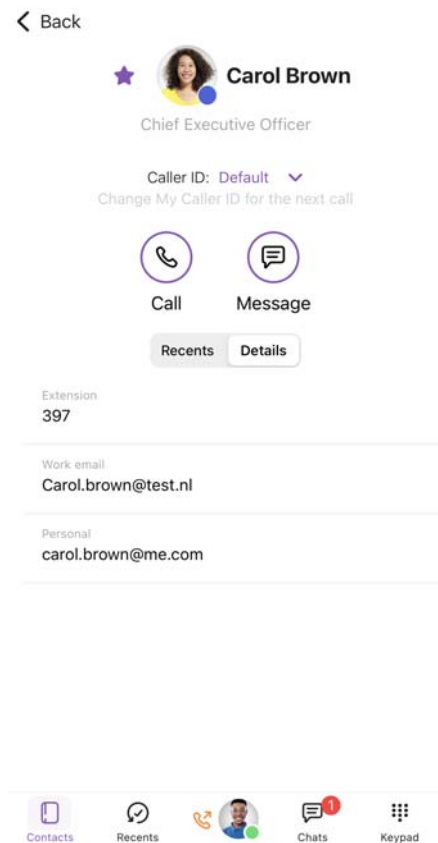 Back
Carol Brown
Chief Executive Officer
Caller ID: Default
Change My Caller ID for the next call
Call Message
Recents Details
Extension
397
Work email
Carol.brown@test.nl
Personal
carol.brown@me.com
1
Contacts Recents Chats Keypad